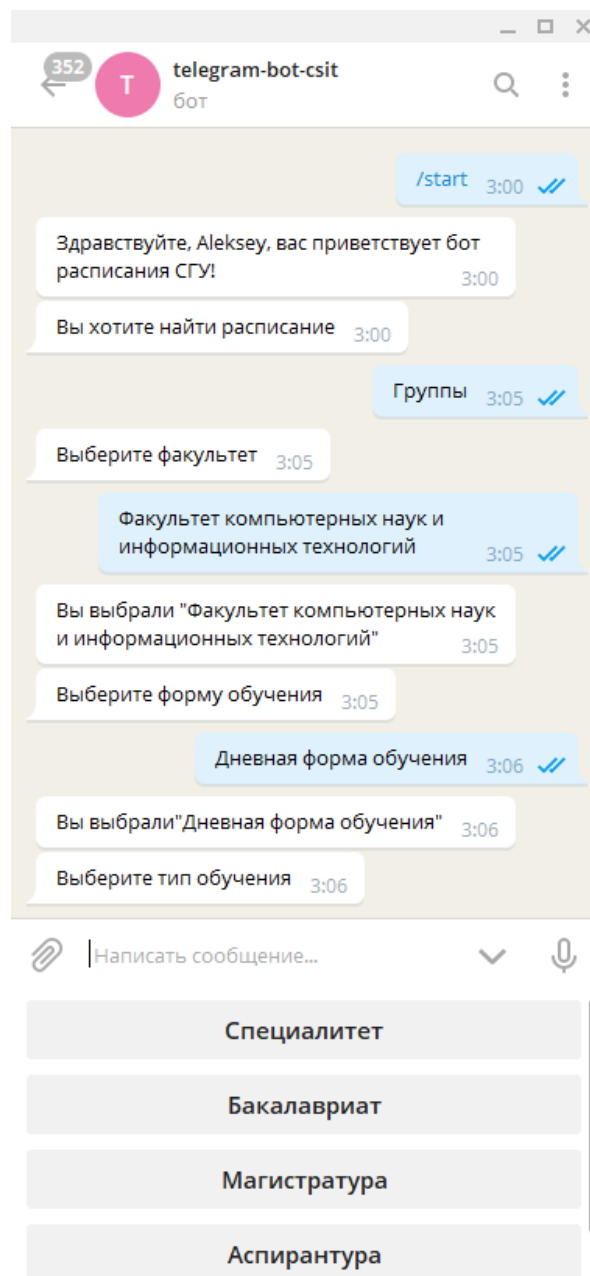 352
T
telegram-bot-csit
бот
/start 3:00
Здравствуйте, Aleksey, вас приветствует бот
расписания СГУ! 3:00
Вы хотите найти расписание 3:00
Группы 3:05
Выберите факультет 3:05
Факультет компьютерных наук и
информационных технологий 3:05
Вы выбрали "Факультет компьютерных наук
и информационных технологий" 3:05
Выберите форму обучения 3:05
Дневная форма обучения 3:06
Вы выбрали"Дневная форма обучения" 3:06
Выберите тип обучения 3:06
Написать сообщение...
Специалитет
Бакалавриат
Магистратура
Аспирантура